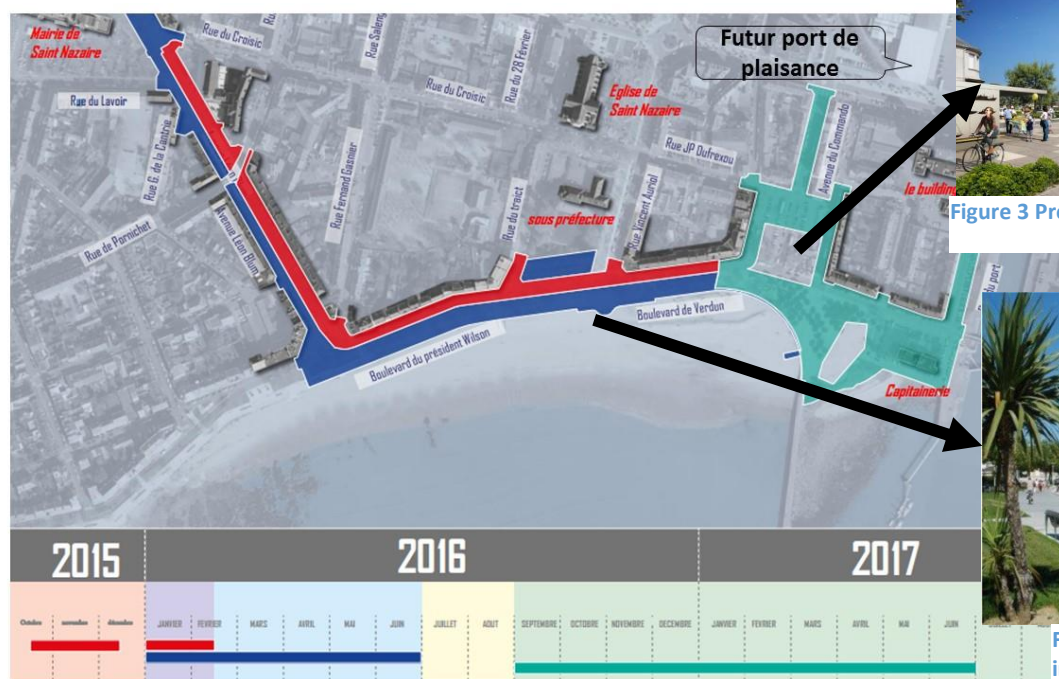 Mairie de
Saint Nazaire
Rue du Croisic
Rue du Lavoir
Rue G. de la Cantrie
Rue du 28 Février
Rue du Croisic
Futur port de
plaisance
Eglise de
Saint Nazaire
Rue JP Dufrexou
Avenue du Commando
le building
Figure 3 Pr
Rue Fernand Gasnier
Rue de Pornichet
Avenue Léon Blum
Rue du traict
sous préfecture
Rue Vincent Auriol
du port
Boulevard de Verdun
Boulevard du président Wilson
Capitainerie
2015
2016
2017
Octobre
novembre
décembre
JANVIER
FEVRIER
MARS
AVRIL
MAI
JUIN
JUILLET
AOUT
SEPTEMBRE
OCTOBRE
NOVEMBRE
DECEMBRE
JANVIER
FEVRIER
MARS
AVRIL
MAI
JUIN